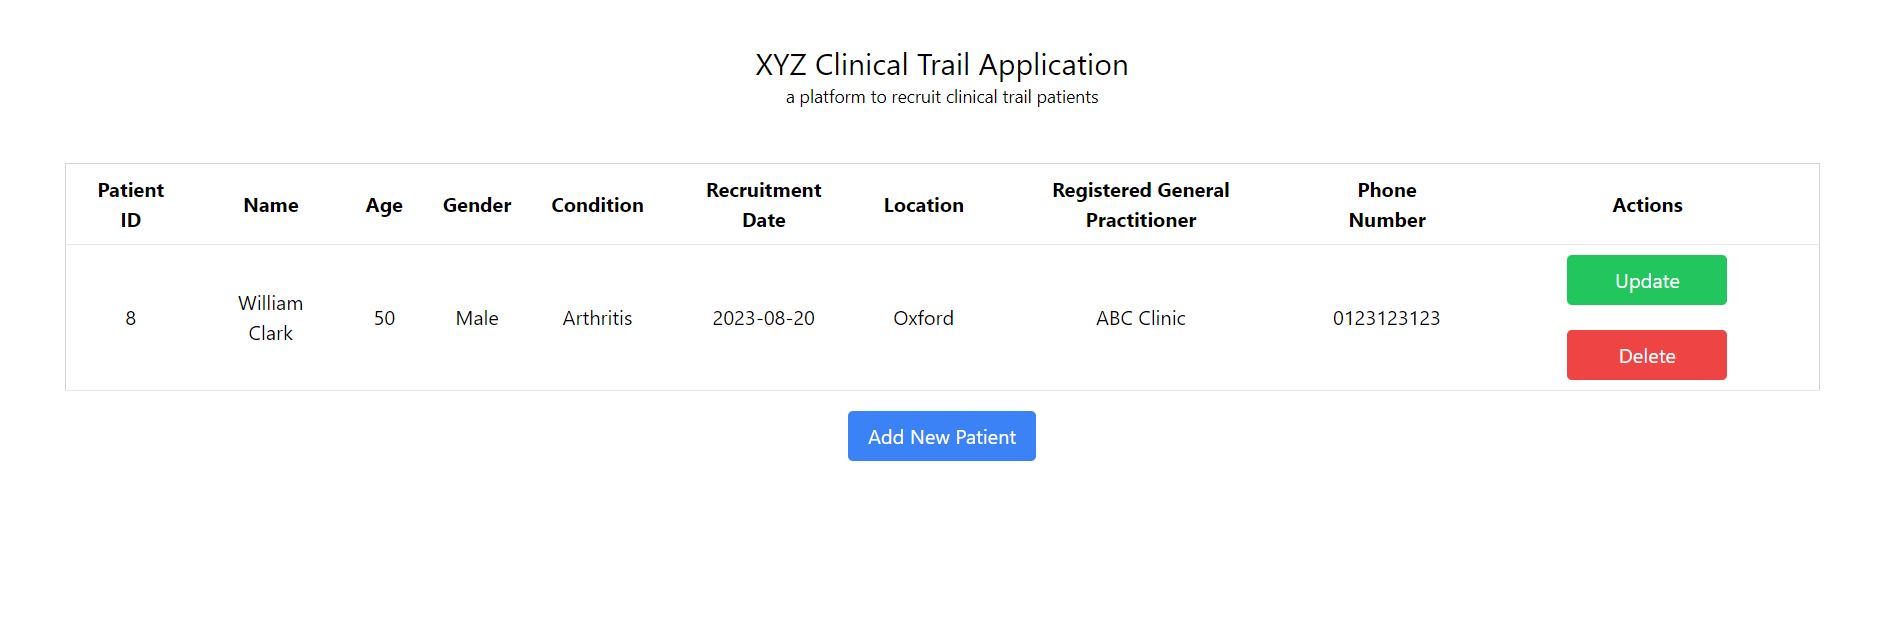 XYZ Clinical Trail Application
a platform to recruit clinical trail patients
Patient ID Name Age Gender Condition Recruitment Date Location Registered General Practitioner Phone Number Actions
8 William Clark 50 Male Arthritis 2023-08-20 Oxford ABC Clinic 0123123123 Update
Delete
Add New Patient